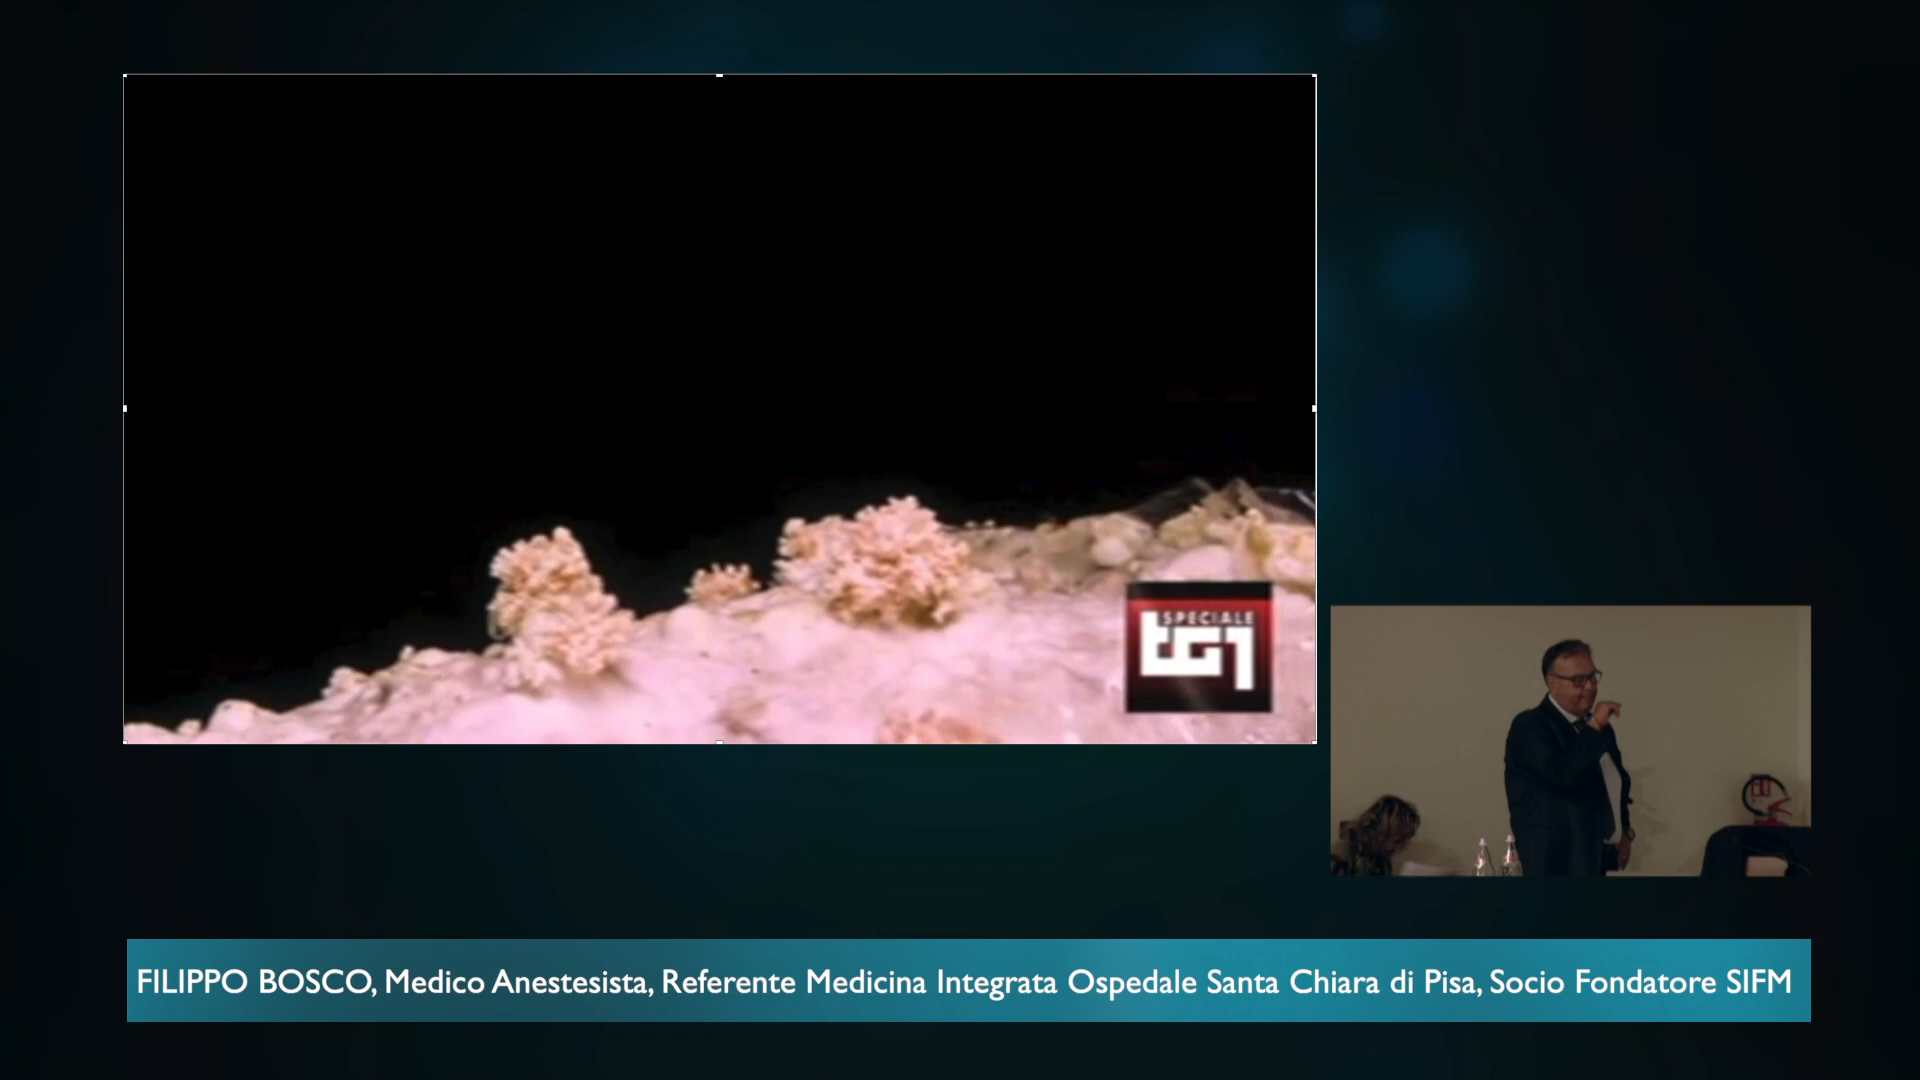 SPECIALE
tG1
FILIPPO BOSCO, Medico Anestesista, Referente Medicina Integrata Ospedale Santa Chiara di Pisa, Socio Fondatore SIFM